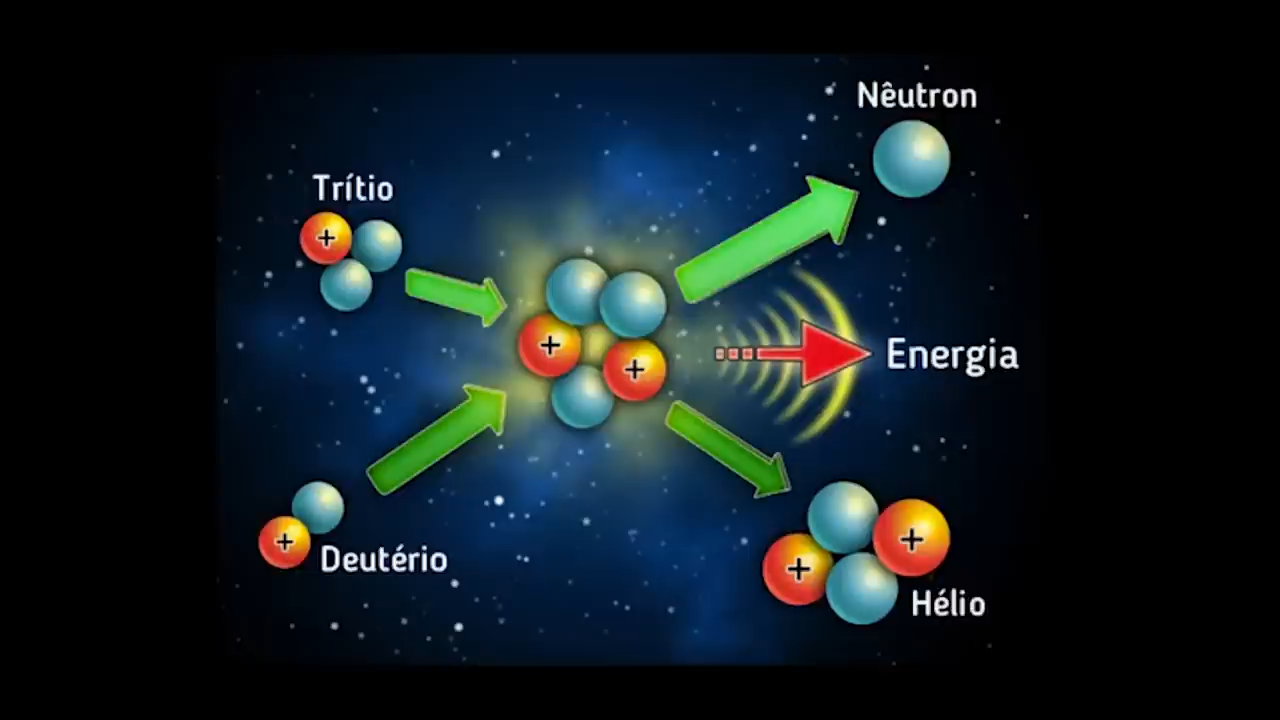 Nêutron
Trítio
+
+
+
Energia
+
+
+
Deutério
Hélio